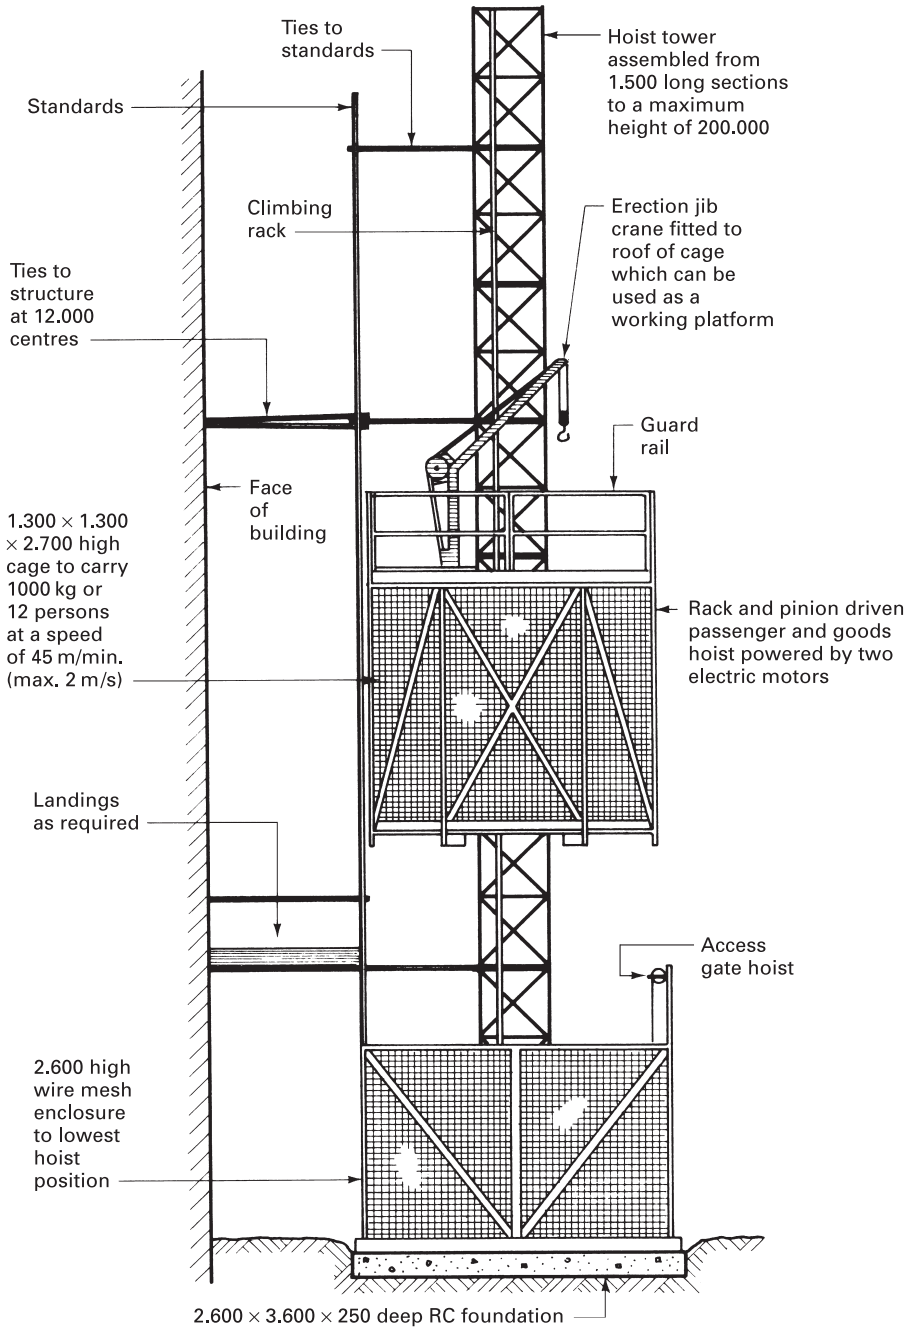 Ties to
standards
Hoist tower
assembled from
1.500 long sections
to a maximum
height of 200.000
Standards
Climbing
rack
Erection jib
crane fitted to
roof of cage
which can be
used as a
working platform
Ties to
structure
at 12.000
centres
Guard
rail
Face
of
building
1.300 × 1.300
× 2.700 high
cage to carry
1000 kg or
12 persons
at a speed
of 45 m/min.
(max. 2 m/s)
Rack and pinion driven
passenger and goods
hoist powered by two
electric motors
Landings
as required
Access
gate hoist
2.600 high
wire mesh
enclosure
to lowest
hoist
position
2.600 × 3.600 × 250 deep RC foundation